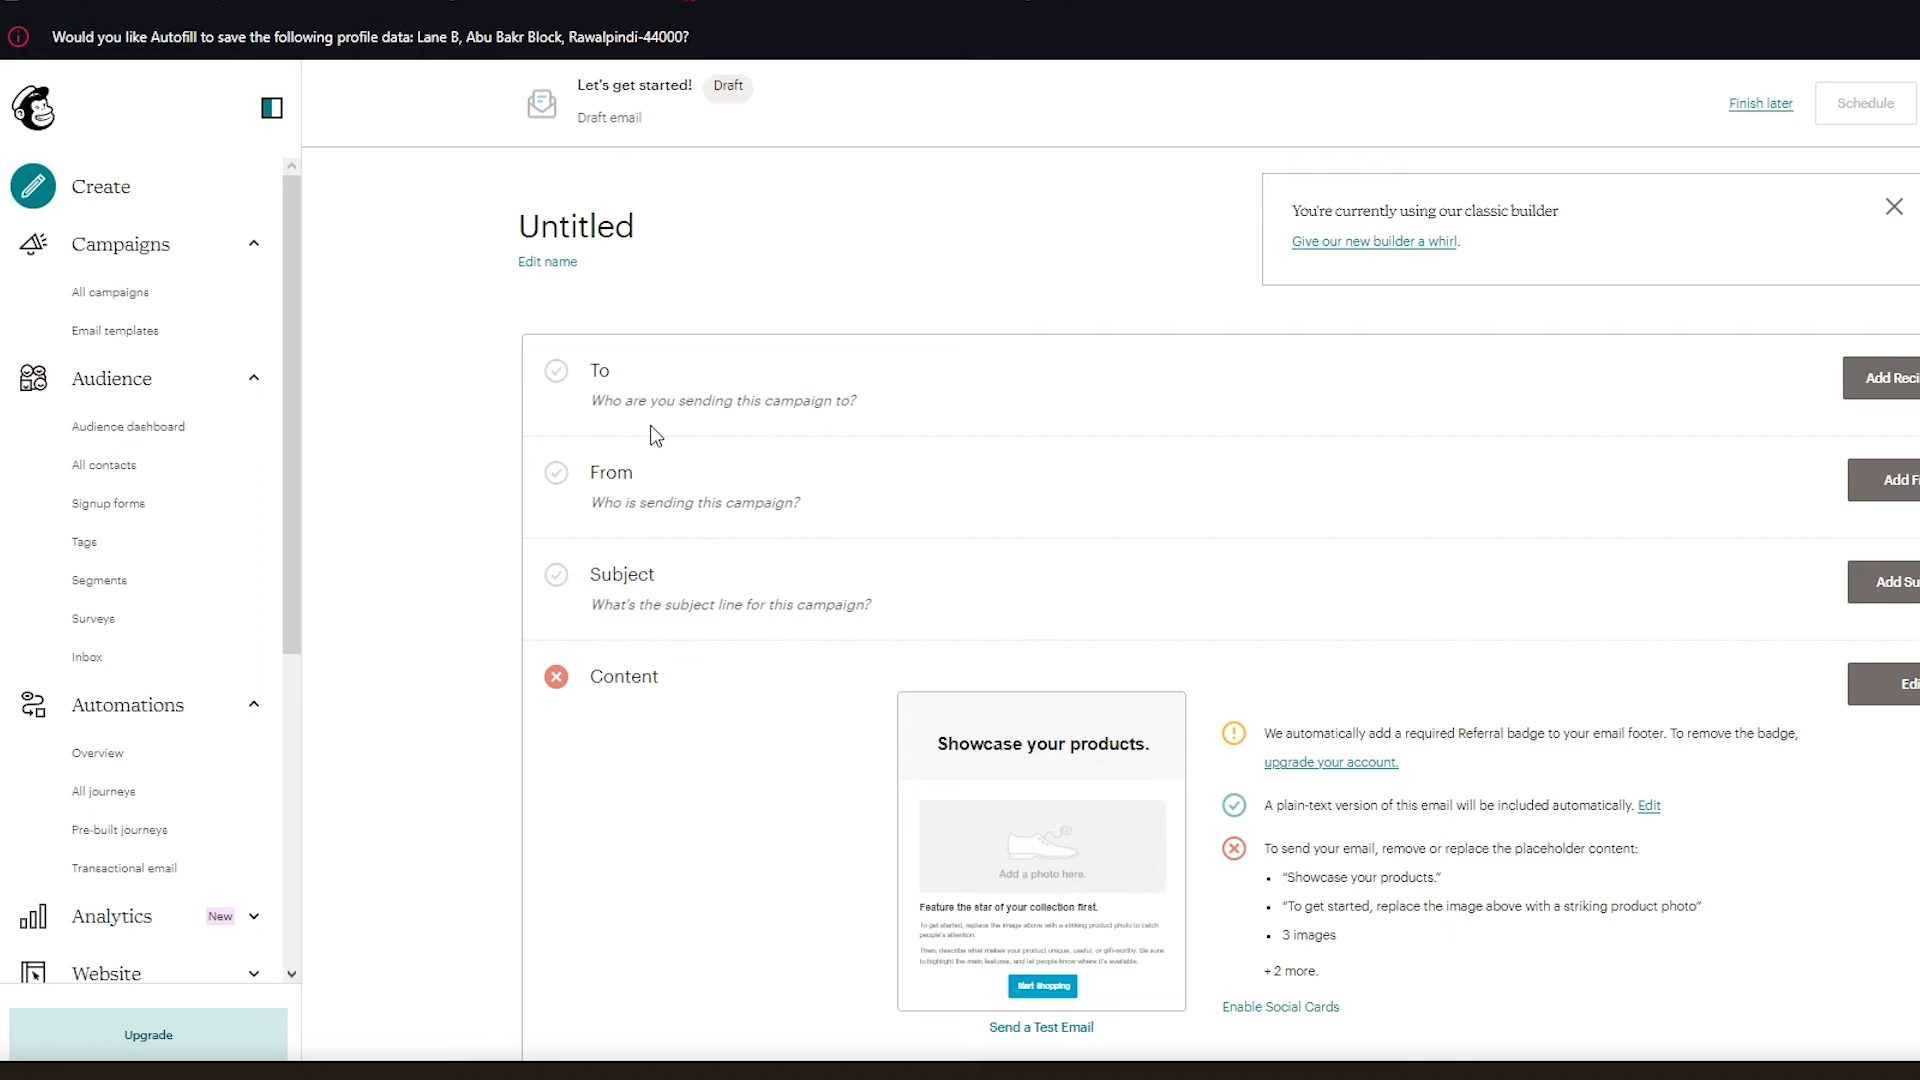 Would you like Autofill to save the following profile data: Lane B, Abu Bakr Block, Rawalpindi-44000?
Let's get started!
Draft
Draft email
Finish later
Schedule
Create
Campaigns
All campaigns
Email templates
Audience
Audience dashboard
All contacts
Signup forms
Tags
Segments
Surveys
Inbox
Automations
Overview
All journeys
Pre-built journeys
Transactional email
Analytics
New
Website
Upgrade
Untitled
Edit name
You're currently using our classic builder
Give our new builder a whirl.
To
Who are you sending this campaign to?
Add Reci
From
Who is sending this campaign?
Add F
Subject
What's the subject line for this campaign?
Add Su
Content
Edi
Showcase your products.
Add a photo here.
Feature the star of your collection first.
To get started, replace the image above with a striking product photo to catch
people's attention.
Then, describe what makes your product unique, useful, or gift-worthy. Be sure
to highlight the main features, and let people know where it's available.
Start Shopping
Send a Test Email
We automatically add a required Referral badge to your email footer. To remove the badge,
upgrade your account.
A plain-text version of this email will be included automatically. Edit
To send your email, remove or replace the placeholder content:
• “Showcase your products.”
• “To get started, replace the image above with a striking product photo”
• 3 images
+ 2 more.
Enable Social Cards